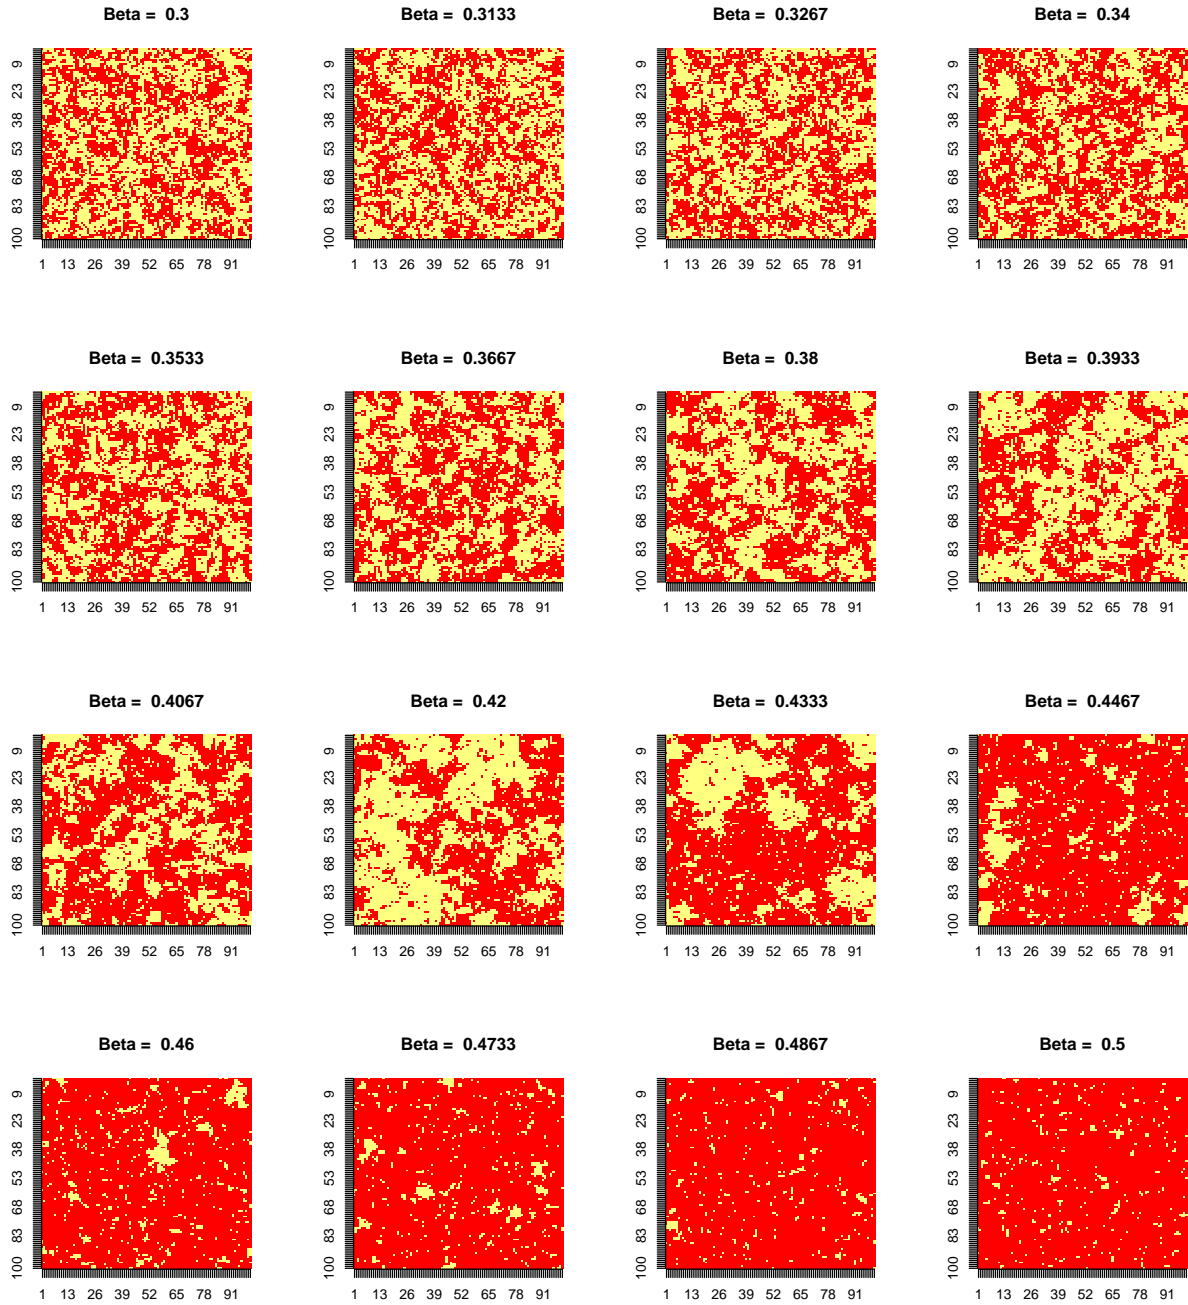 Beta = 0.3
Beta = 0.3133
Beta = 0.3267
Beta = 0.34
9 23 38 53 68 83 100
9 23 38 53 68 83 100
9 23 38 53 68 83 100
9 23 38 53 68 83 100
1 13 26 39 52 65 78 91
1 13 26 39 52 65 78 91
1 13 26 39 52 65 78 91
1 13 26 39 52 65 78 91
Beta = 0.3533
Beta = 0.3667
Beta = 0.38
Beta = 0.3933
9 23 38 53 68 83 100
9 23 38 53 68 83 100
9 23 38 53 68 83 100
9 23 38 53 68 83 100
1 13 26 39 52 65 78 91
1 13 26 39 52 65 78 91
1 13 26 39 52 65 78 91
1 13 26 39 52 65 78 91
Beta = 0.4067
Beta = 0.42
Beta = 0.4333
Beta = 0.4467
9 23 38 53 68 83 100
9 23 38 53 68 83 100
9 23 38 53 68 83 100
9 23 38 53 68 83 100
1 13 26 39 52 65 78 91
1 13 26 39 52 65 78 91
1 13 26 39 52 65 78 91
1 13 26 39 52 65 78 91
Beta = 0.46
Beta = 0.4733
Beta = 0.4867
Beta = 0.5
9 23 38 53 68 83 100
9 23 38 53 68 83 100
9 23 38 53 68 83 100
9 23 38 53 68 83 100
1 13 26 39 52 65 78 91
1 13 26 39 52 65 78 91
1 13 26 39 52 65 78 91
1 13 26 39 52 65 78 91